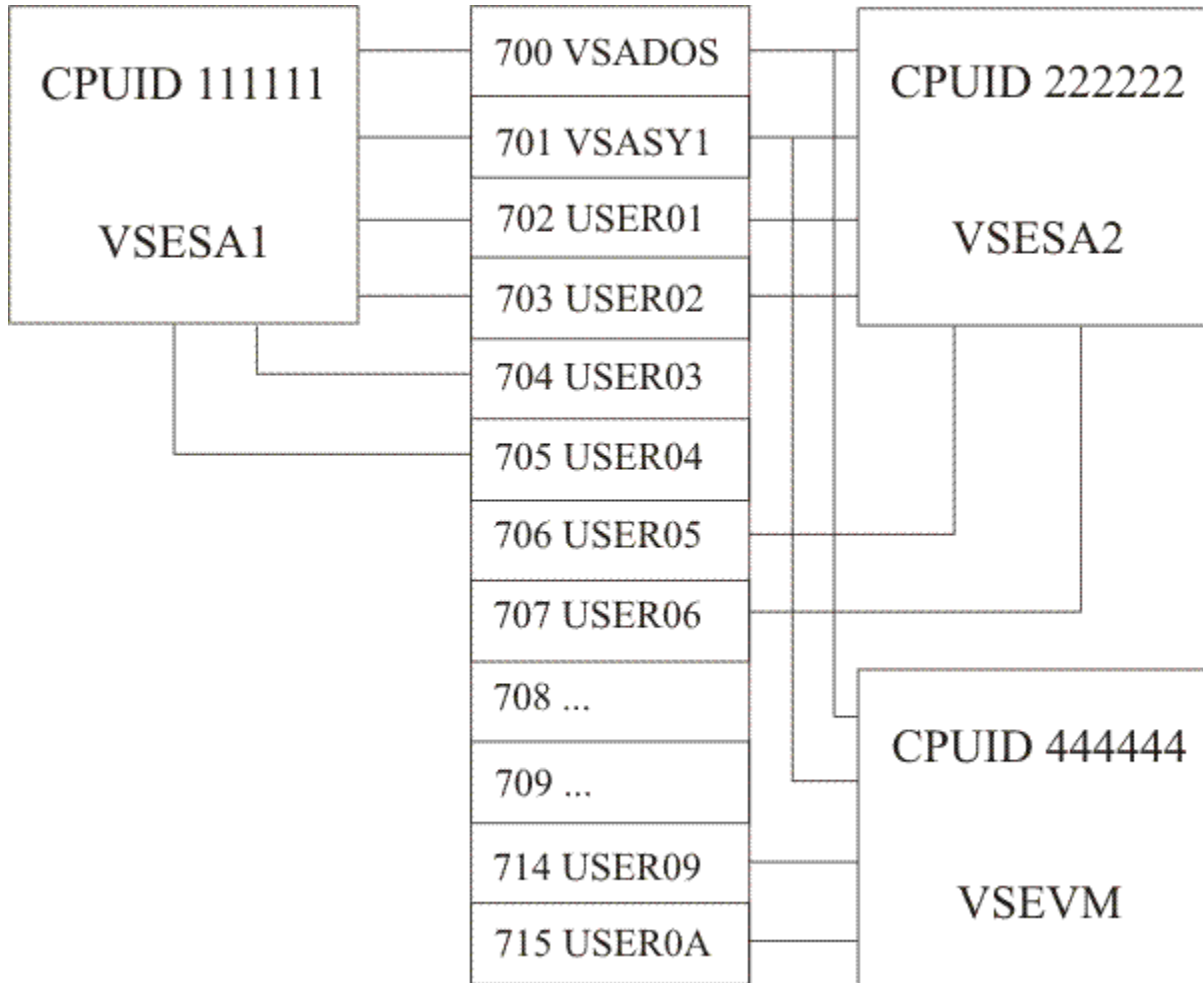 CPUID 111111
VSESA1
700 VSADOS
701 VSASY1
702 USER01
703 USER02
704 USER03
705 USER04
706 USER05
707 USER06
708 ...
709 ...
714 USER09
715 USER0A
CPUID 222222
VSESA2
CPUID 444444
VSEVM